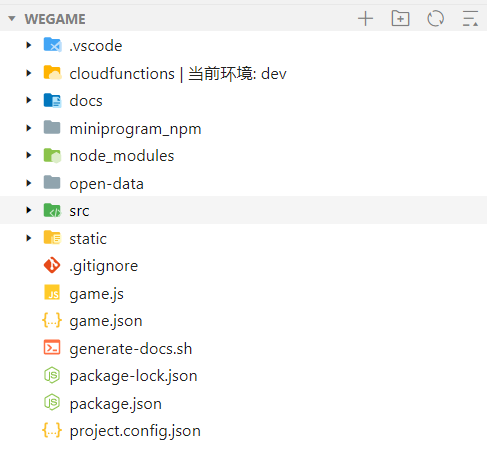 WEGAME
.vscode
cloudfunctions | 当前环境: dev
docs
miniprogram_npm
node_modules
open-data
src
static
.gitignore
game.js
game.json
generate-docs.sh
package-lock.json
package.json
project.config.json